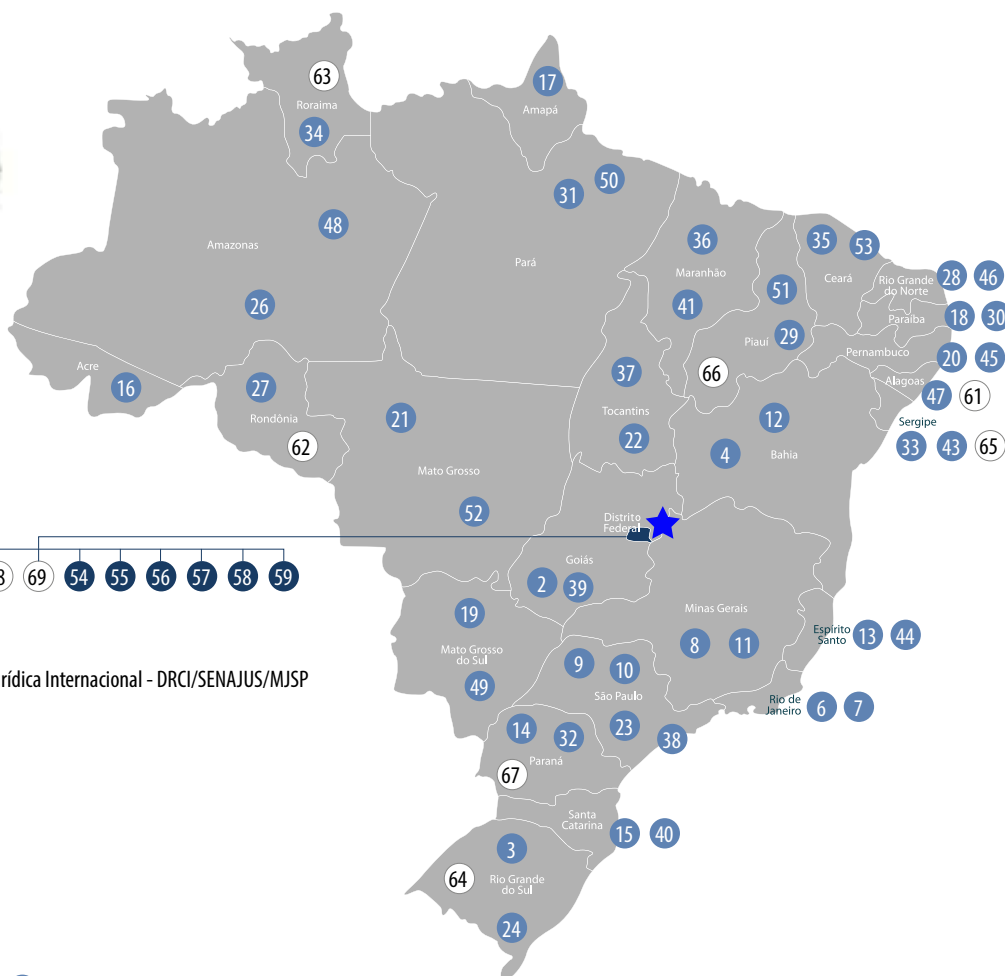 63
17
Roraima
Amapá
34
50
31
48
36
35
53
Amazonas
Pará
Maranhão
Ceará
Rio Grande
do Norte
28
46
26
41
51
Paraíba
18
30
Piauí
29
Acre
16
27
37
66
Pernambuco
20
45
Alagoas
47
61
Rondônia
21
Tocantins
12
Sergipe
62
22
4
Bahia
33
43
65
Mato Grosso
52
Distrito
Federal
69
54
55
56
57
58
59
Goiás
2
39
19
Minas Gerais
8
11
Espírito
Santo
13
44
Mato Grosso
do Sul
49
9
10
São Paulo
rídica Internacional - DRCI/SENAJUS/MJSP
Rio de
Janeiro
6
7
14
32
23
38
Paraná
67
Santa
Catarina
15
40
3
64
Rio Grande
do Sul
24